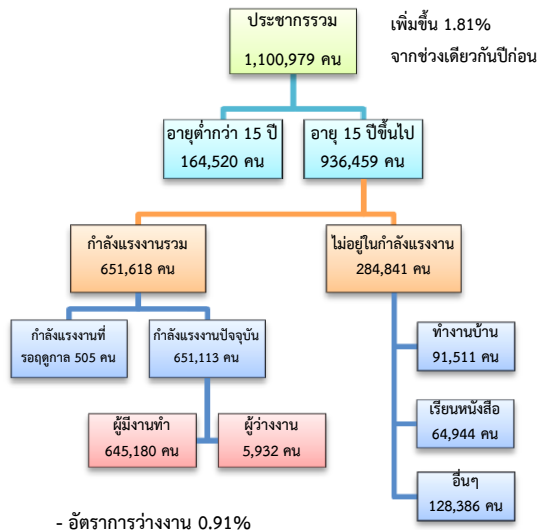 ประชากรรวม
1,100,979 คน
เพิ่มขึ้น 1.81%
จากช่วงเดียวกันปีก่อน
อายุต่ำกว่า 15 ปี
164,520 คน
อายุ 15 ปีขึ้นไป
936,459 คน
กำลังแรงงานรวม
651,618 คน
ไม่อยู่ในกำลังแรงงาน
284,841 คน
กำลังแรงงานที่
รอฤดูกาล 505 คน
กำลังแรงงานปัจจุบัน
651,113 คน
ทำงานบ้าน
91,511 คน
ผู้มีงานทำ
645,180 คน
ผู้ว่างงาน
5,932 คน
เรียนหนังสือ
64,944 คน
อื่นๆ
128,386 คน
- อัตราการว่างงาน 0.91%